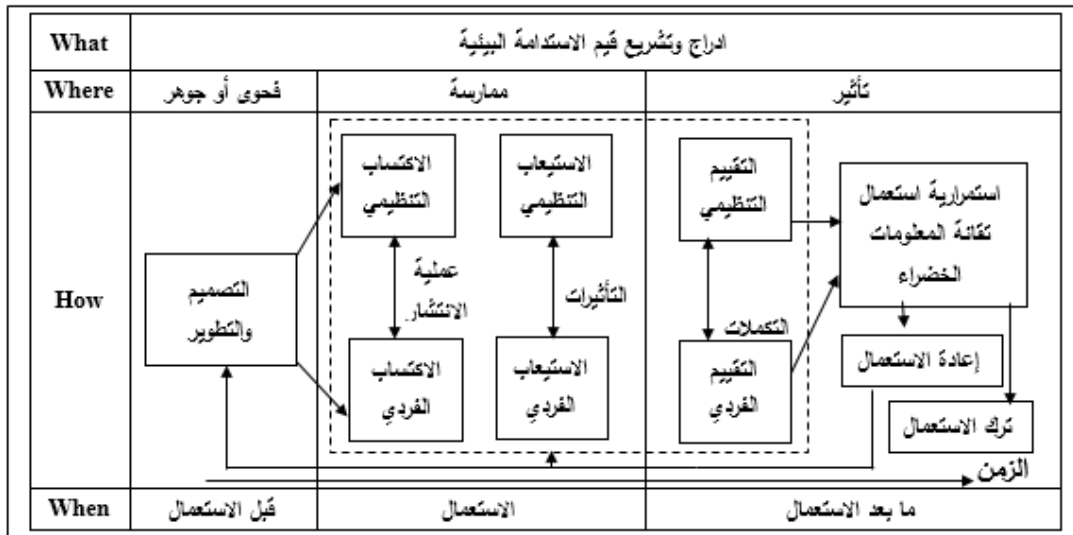 What
ادراج وتشريع قيم الاستدامة البيئية
Where
فحوى أو جوهر
ممارسة
تأثير
How
التصميم
والتطوير
الاكتساب
التنظيمي
عملية
الانتشار
الاكتساب
الفردي
الاستيعاب
التنظيمي
التأثيرات
الاستيعاب
الفردي
التقييم
التنظيمي
التكملات
التقييم
الفردي
استمرارية استعمال
تقانة المعلومات
الخضراء
إعادة الاستعمال
ترك الاستعمال
الزمن
When
قبل الاستعمال
الاستعمال
ما بعد الاستعمال